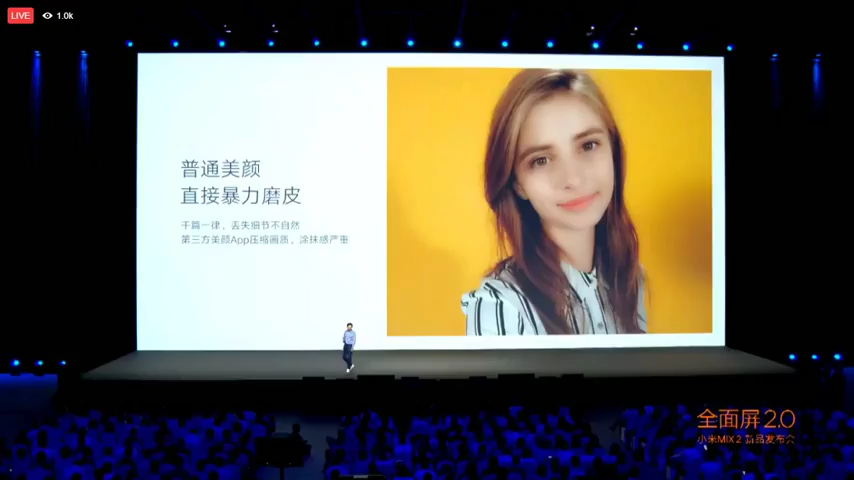 LIVE 1.0k
普通美颜
直接暴力磨皮
千篇一律，丢失细节不自然
第三方美颜App压缩画质，涂抹感严重
全面屏2.0
小米MIX 2 新品发布会